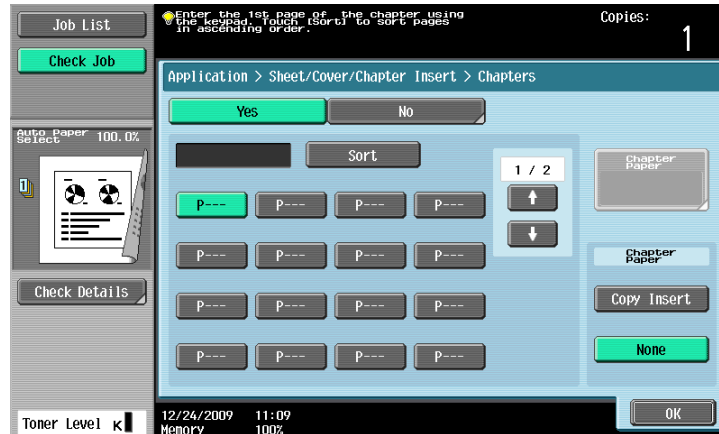 Job List
Check Job
Enter the 1st page of the chapter using
the keypad. Touch [Sort] to sort pages
in ascending order.
Copies:
1
Application > Sheet/Cover/Chapter Insert > Chapters
Yes
No
Auto Paper
Select
100.0%
1
Sort
1 / 2
Chapter
Paper
P---
P---
P---
P---
P---
P---
P---
P---
Chapter
Paper
Check Details
P---
P---
P---
P---
Copy Insert
P---
P---
P---
P---
None
Toner Level K
12/24/2009 11:09
Memory 100%
OK